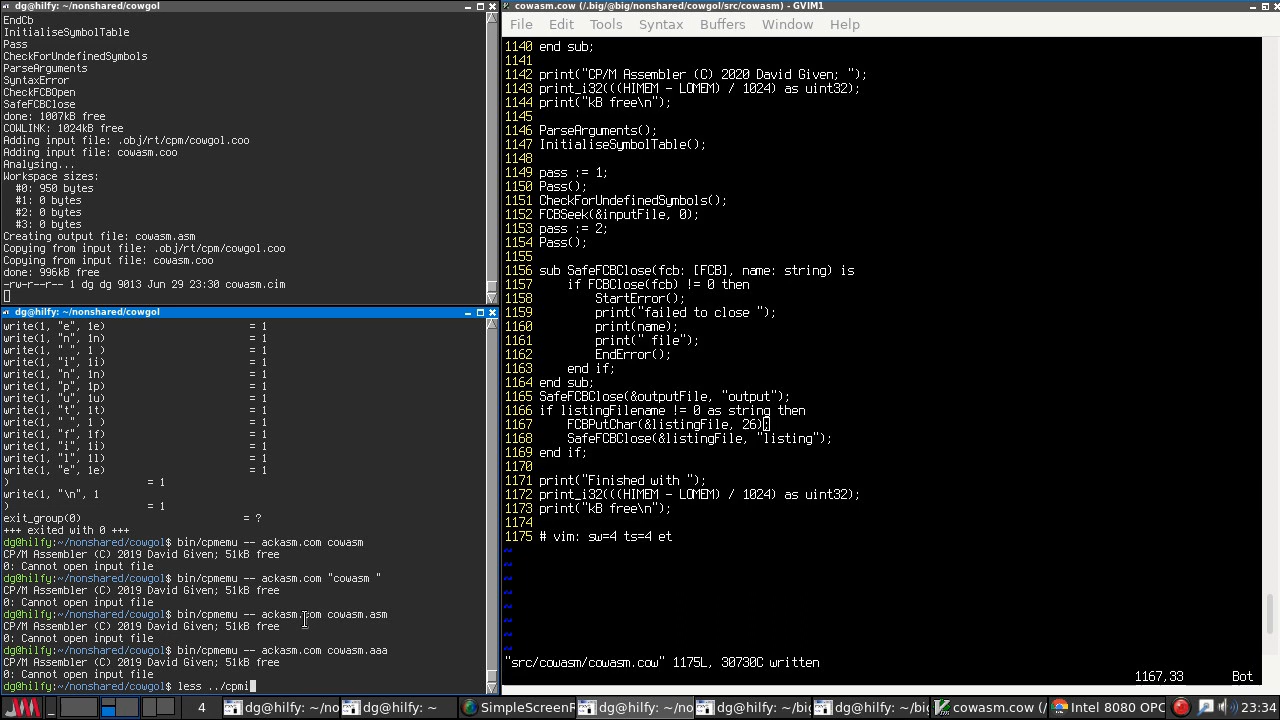 dg@hilfy: ~/nonshared/cowgol
EndCb
InitialiseSymbolTable
Pass
CheckForUndefinedSymbols
ParseArguments
SyntaxError
CheckFCBOpen
SafeFCBClose
done: 1007kB free
COWLINK: 1024kB free
Adding input file: .obj/rt/cpm/cowgol.coo
Adding input file: cowasm.coo
Analysing...
Workspace sizes:
  #0: 950 bytes
  #1: 0 bytes
  #2: 0 bytes
  #3: 0 bytes
Creating output file: cowasm.asm
Copying from input file: .obj/rt/cpm/cowgol.coo
Copying from input file: cowasm.coo
done: 996kB free
-rw-r--r-- 1 dg dg 9013 Jun 29 23:30 cowasm.cim
dg@hilfy: ~/nonshared/cowgol
write(1, "e", 1e)                        = 1
write(1, "n", 1n)                        = 1
write(1, " ", 1 )                        = 1
write(1, "i", 1i)                        = 1
write(1, "n", 1n)                        = 1
write(1, "p", 1p)                        = 1
write(1, "u", 1u)                        = 1
write(1, "t", 1t)                        = 1
write(1, " ", 1 )                        = 1
write(1, "f", 1f)                        = 1
write(1, "i", 1i)                        = 1
write(1, "l", 1l)                        = 1
write(1, "e", 1e)                        = 1
)                        = 1
write(1, "\n", 1
)                        = 1
exit_group(0)                           = ?
+++ exited with 0 +++
dg@hilfy:~/nonshared/cowgol$ bin/cpmemu -- ackasm.com cowasm
CP/M Assembler (C) 2019 David Given; 51kB free
0: Cannot open input file
dg@hilfy:~/nonshared/cowgol$ bin/cpmemu -- ackasm.com "cowasm "
CP/M Assembler (C) 2019 David Given; 51kB free
0: Cannot open input file
dg@hilfy:~/nonshared/cowgol$ bin/cpmemu -- ackasm.com cowasm.asm
CP/M Assembler (C) 2019 David Given; 51kB free
0: Cannot open input file
dg@hilfy:~/nonshared/cowgol$ bin/cpmemu -- ackasm.com cowasm.aaa
CP/M Assembler (C) 2019 David Given; 51kB free
0: Cannot open input file
dg@hilfy:~/nonshared/cowgol$ less ../cpmi
cowasm.cow (/.big/@big/nonshared/cowgol/src/cowasm) - GVIM1
File Edit Tools Syntax Buffers Window Help
1140 end sub;
1141
1142 print("CP/M Assembler (C) 2020 David Given; ");
1143 print_i32(((HIMEM - LOMEM) / 1024) as uint32);
1144 print("kB free\n");
1145
1146 ParseArguments();
1147 InitialiseSymbolTable();
1148
1149 pass := 1;
1150 Pass();
1151 CheckForUndefinedSymbols();
1152 FCBSeek(&inputFile, 0);
1153 pass := 2;
1154 Pass();
1155
1156 sub SafeFCBClose(fcb: [FCB], name: string) is
1157     if FCBClose(fcb) != 0 then
1158         StartError();
1159         print("failed to close ");
1160         print(name);
1161         print(" file");
1162         EndError();
1163     end if;
1164 end sub;
1165 SafeFCBClose(&outputFile, "output");
1166 if listingFilename != 0 as string then
1167     FCBPutChar(&listingFile, 26);
1168     SafeFCBClose(&listingFile, "listing");
1169 end if;
1170
1171 print("Finished with ");
1172 print_i32(((HIMEM - LOMEM) / 1024) as uint32);
1173 print("kB free\n");
1174
1175 # vim: sw=4 ts=4 et
~
~
~
~
~
~
~
~
"src/cowasm/cowasm.cow" 1175L, 30730C written
1167,33 Bot
4 dg@hilfy: ~/no dg@hilfy: ~ SimpleScreenR dg@hilfy: ~/no dg@hilfy: ~/big dg@hilfy: ~/big cowasm.cow (/. Intel 8080 OPC 23:34